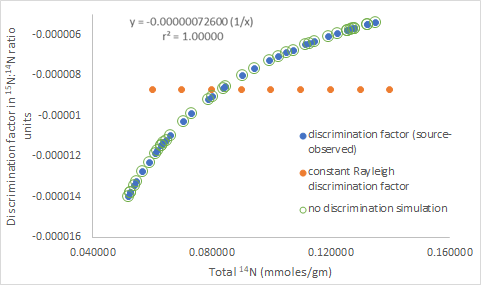 y = -0.00000072600 (1/x)
r² = 1.00000
Discrimination factor in ¹⁵N:¹⁴N ratio
units
-0.000006
-0.000008
-0.00001
-0.000012
-0.000014
-0.000016
discrimination factor (source-
observed)
constant Rayleigh
discrimination factor
no discrimination simulation
0.040000 0.080000 0.120000 0.160000
Total ¹⁴N (mmoles/gm)